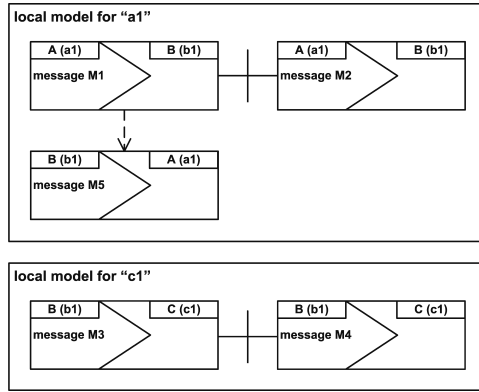 local model for “a1”
A (a1) B (b1) A (a1) B (b1)
message M1 message M2
B (b1) A (a1)
message M5
local model for “c1”
B (b1) C (c1) B (b1) C (c1)
message M3 message M4